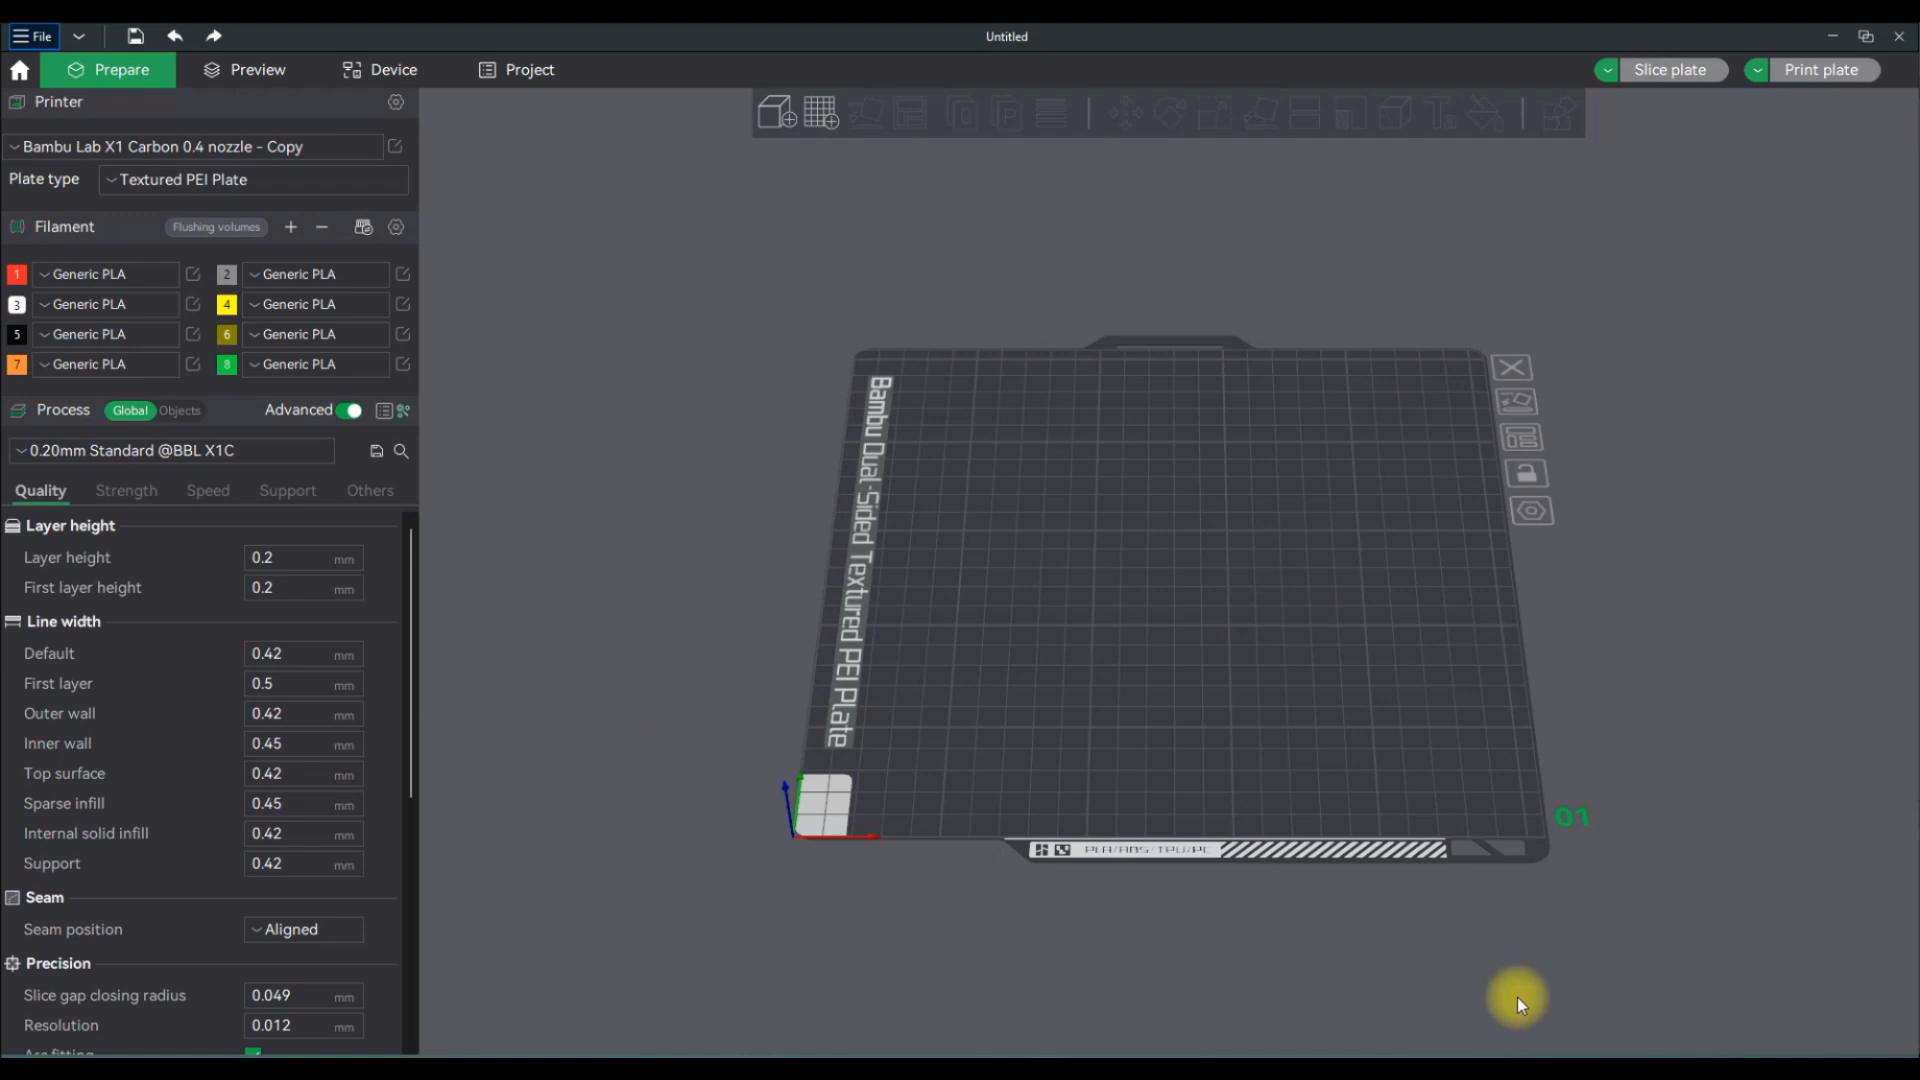 File
Untitled
Prepare
Preview
Device
Project
Slice plate
Print plate
Printer
Bambu Lab X1 Carbon 0.4 nozzle - Copy
Plate type
Textured PEI Plate
Filament
Flushing volumes
1 Generic PLA
2 Generic PLA
3 Generic PLA
4 Generic PLA
5 Generic PLA
6 Generic PLA
7 Generic PLA
8 Generic PLA
Process
Global
Objects
Advanced
0.20mm Standard @BBL X1C
Quality
Strength
Speed
Support
Others
Layer height
Layer height 0.2 mm
First layer height 0.2 mm
Line width
Default 0.42 mm
First layer 0.5 mm
Outer wall 0.42 mm
Inner wall 0.45 mm
Top surface 0.42 mm
Sparse infill 0.45 mm
Internal solid infill 0.42 mm
Support 0.42 mm
Seam
Seam position Aligned
Precision
Slice gap closing radius 0.049 mm
Resolution 0.012 mm
Arc fitting
Bambu Dual-Sided Textured PEI Plate
PLA/ABS/TPU/PC
01